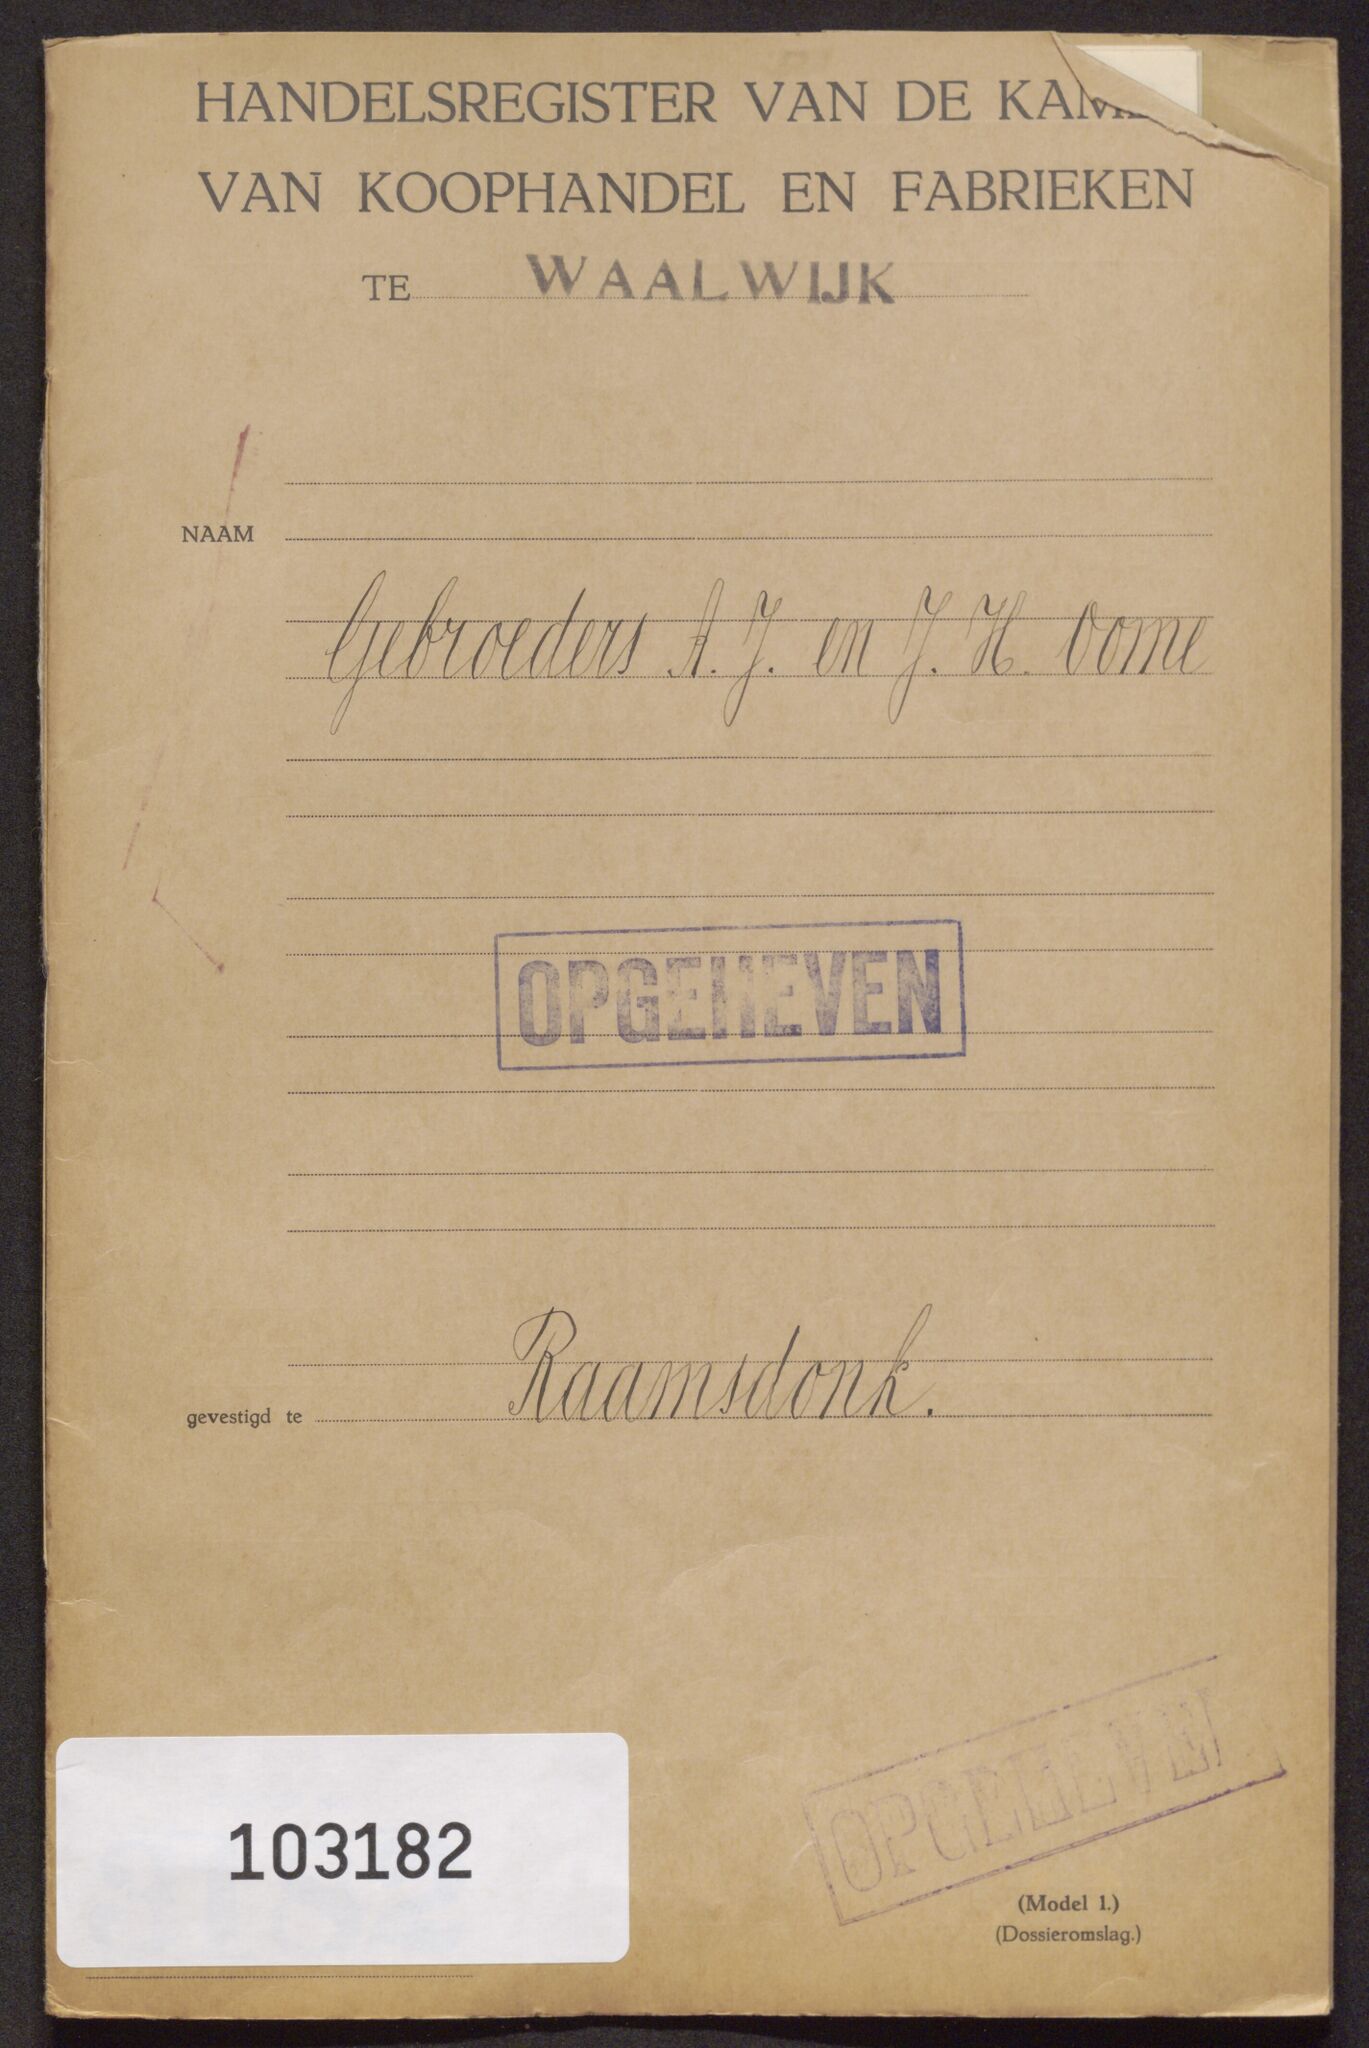 HANDELSREGISTER VAN DE KAM
VAN KOOPHANDEL EN FABRIEKEN
TE WAALWIJK
NAAM
Gebroeders A. J. en J. H. Oome
OPGEHEVEN
Raamsdonk.
gevestigd te
OPGEHEVEN
103182
(Model 1.)
(Dossieromslag.)